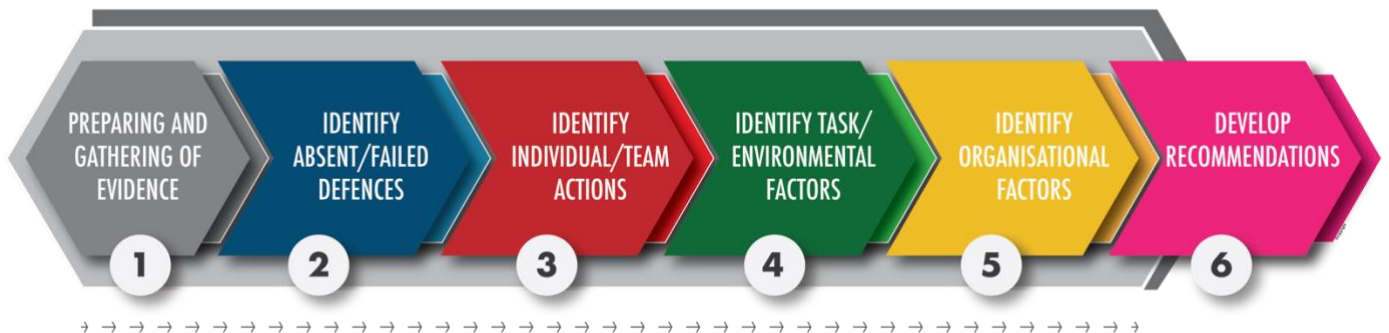 PREPARING AND
GATHERING OF
EVIDENCE
1
IDENTIFY
ABSENT/FAILED
DEFENCES
2
IDENTIFY
INDIVIDUAL/TEAM
ACTIONS
3
IDENTIFY TASK/
ENVIRONMENTAL
FACTORS
4
IDENTIFY
ORGANISATIONAL
FACTORS
5
DEVELOP
RECOMMENDATIONS
6